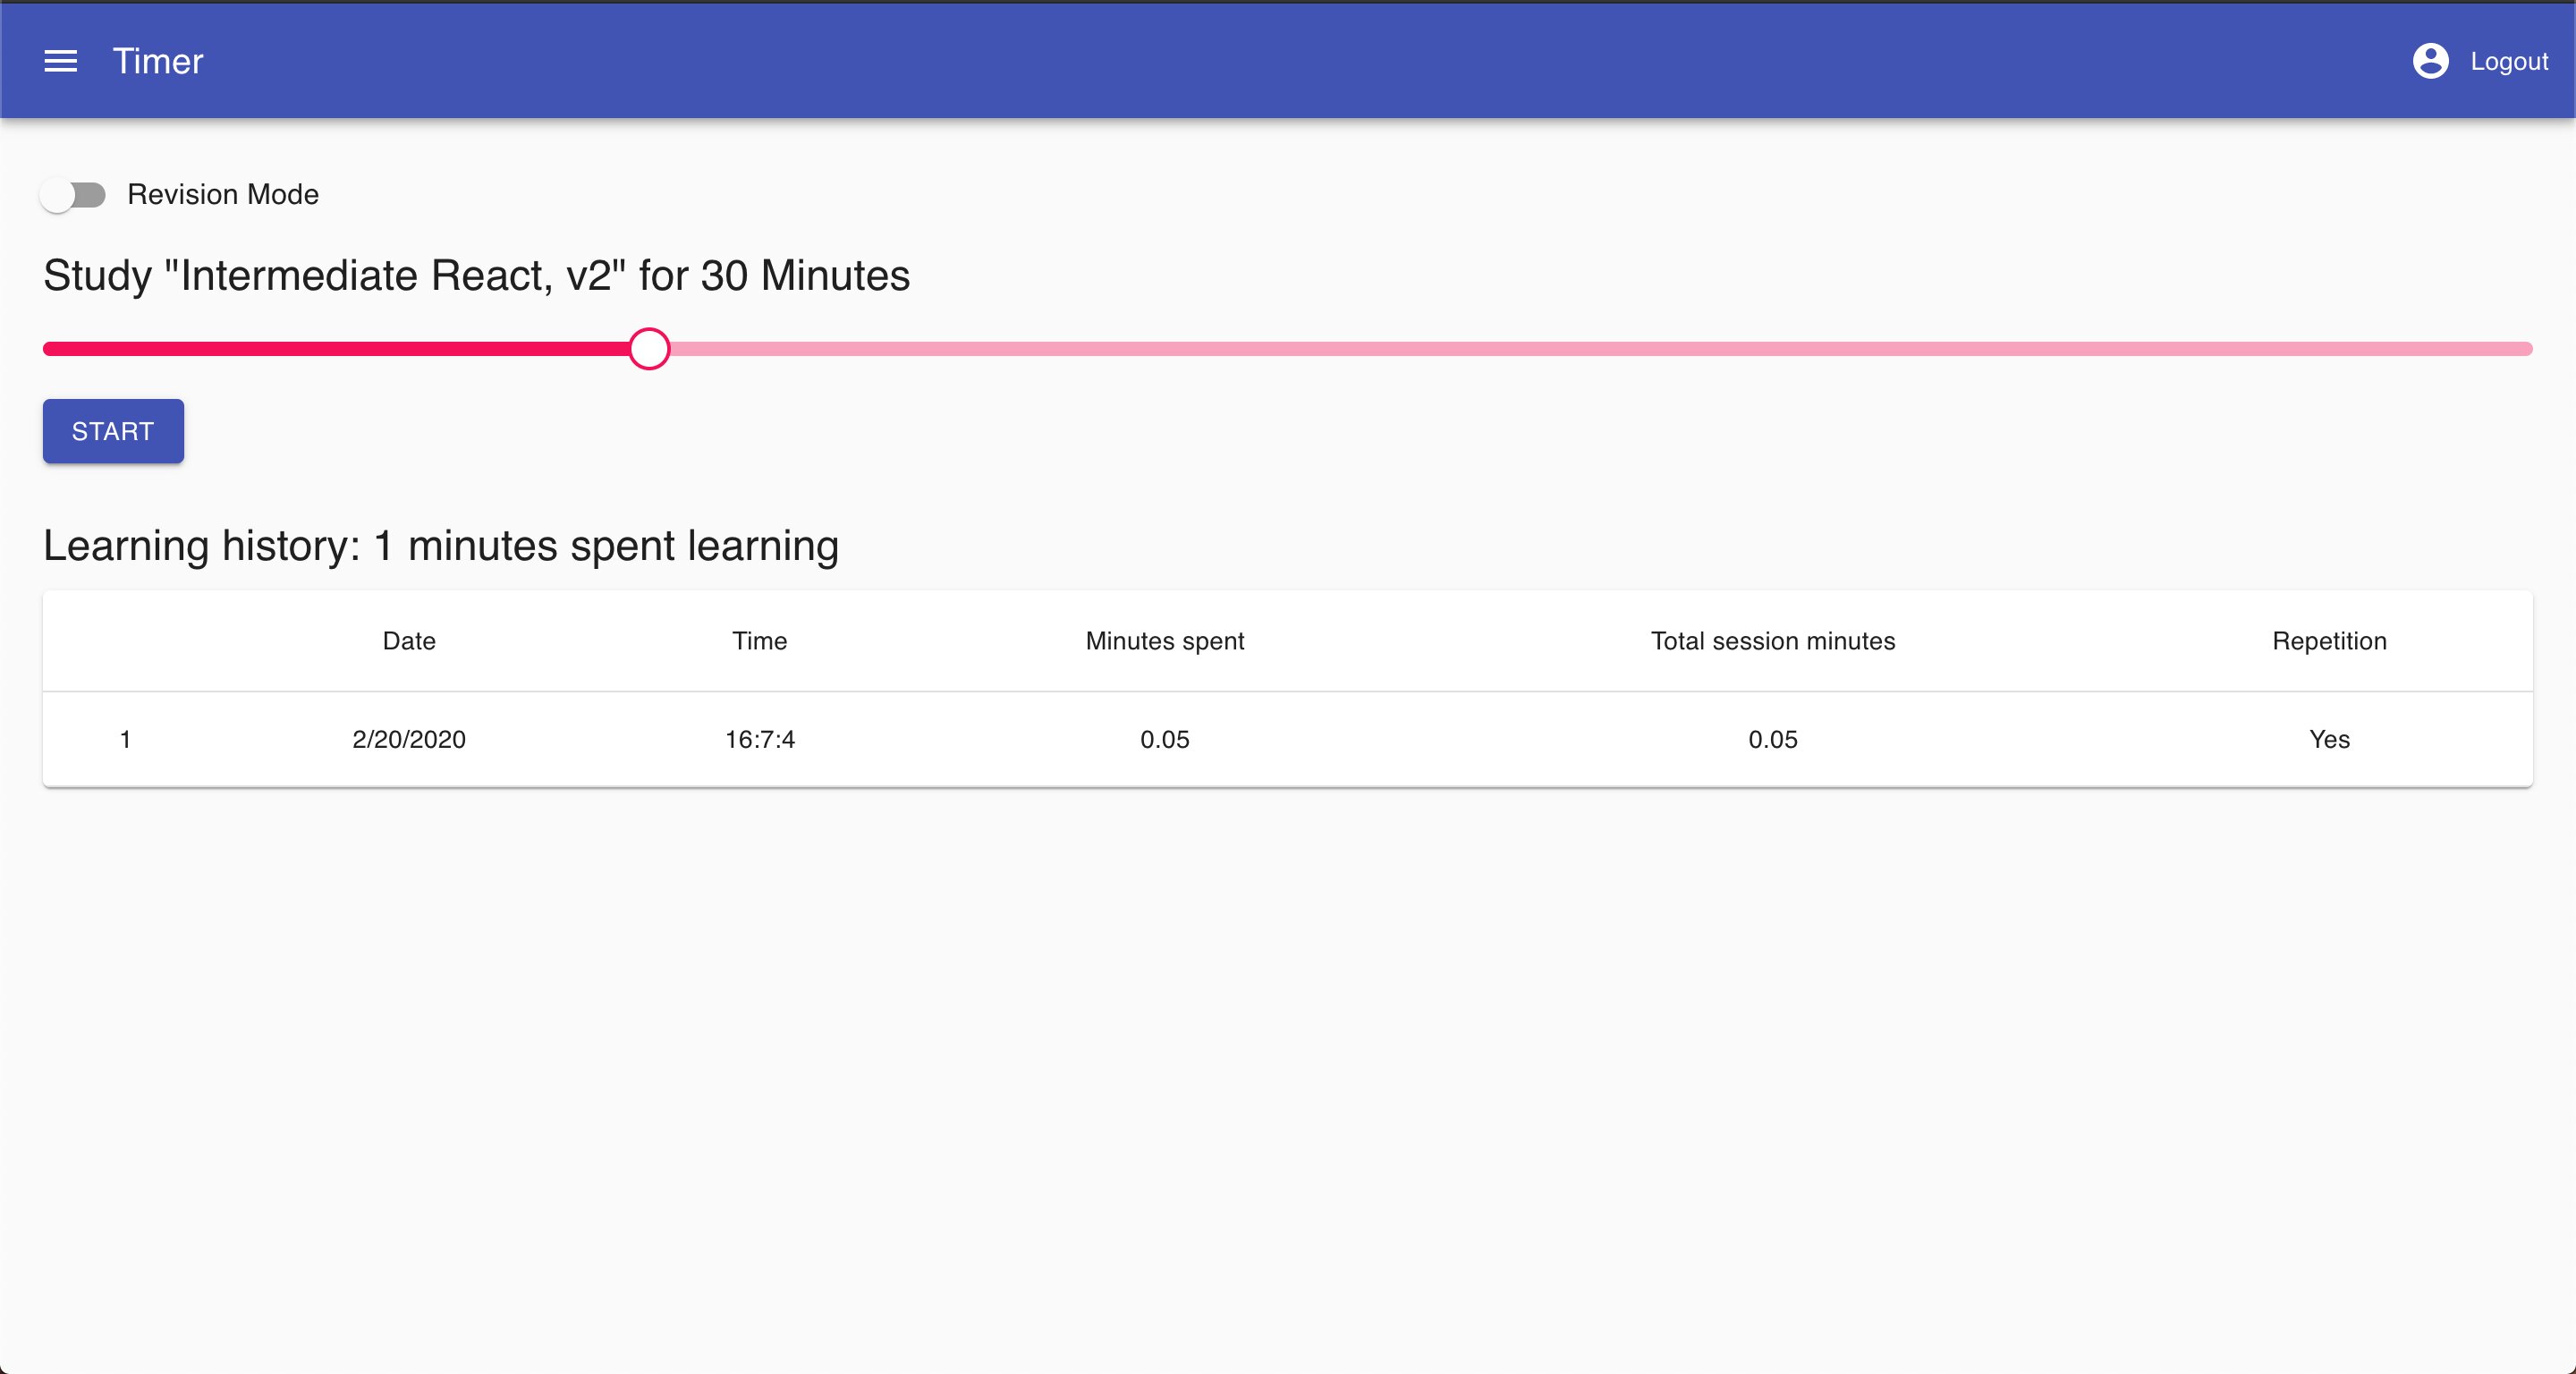 Timer
Logout
Revision Mode
Study "Intermediate React, v2" for 30 Minutes
START
Learning history: 1 minutes spent learning
Date Time Minutes spent Total session minutes Repetition
1 2/20/2020 16:7:4 0.05 0.05 Yes